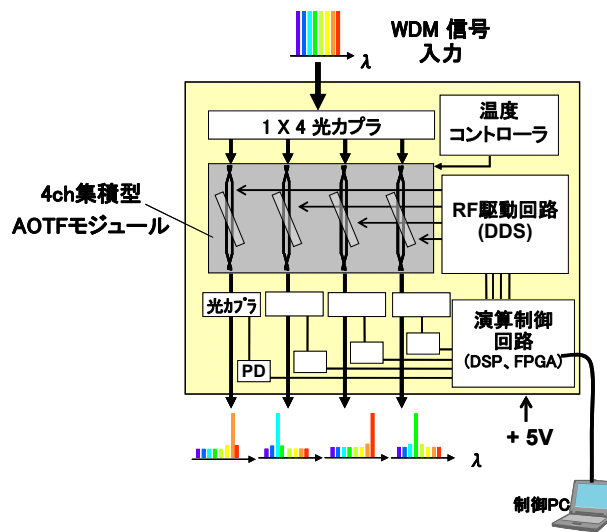 WDM 信号
入力
λ
1 X 4 光カプラ
温度
コントローラ
4ch集積型
AOTFモジュール
RF駆動回路
(DDS)
光カプラ
演算制御
回路
(DSP、FPGA)
PD
+ 5V
λ
制御PC